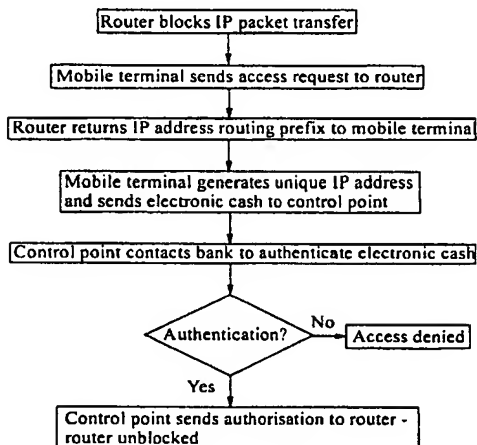 Router blocks IP packet transfer
Mobile terminal sends access request to router
Router returns IP address routing prefix to mobile terminal
Mobile terminal generates unique IP address
and sends electronic cash to control point
Control point contacts bank to authenticate electronic cash
Authentication?
No
Access denied
Yes
Control point sends authorisation to router -
router unblocked